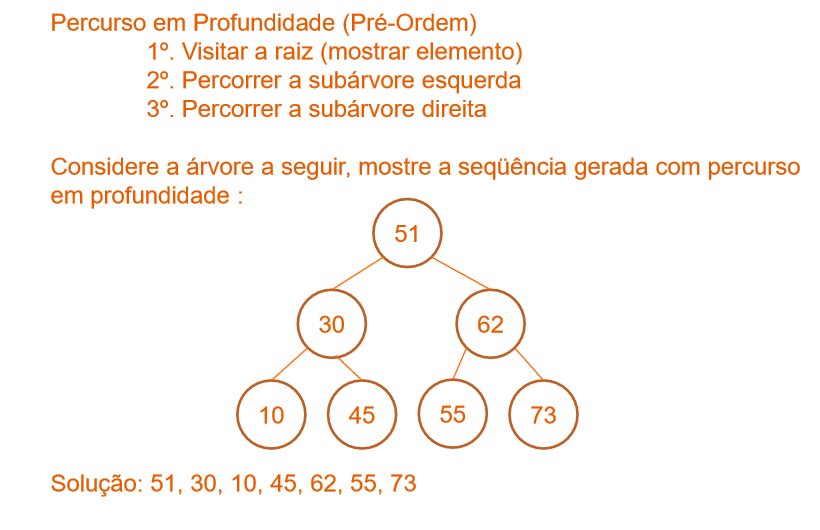 Percurso em Profundidade (Pré-Ordem)
1º. Visitar a raiz (mostrar elemento)
2º. Percorrer a subárvore esquerda
3º. Percorrer a subárvore direita
Considere a árvore a seguir, mostre a seqüência gerada com percurso
em profundidade :
51
30 62
10 45 55 73
Solução: 51, 30, 10, 45, 62, 55, 73